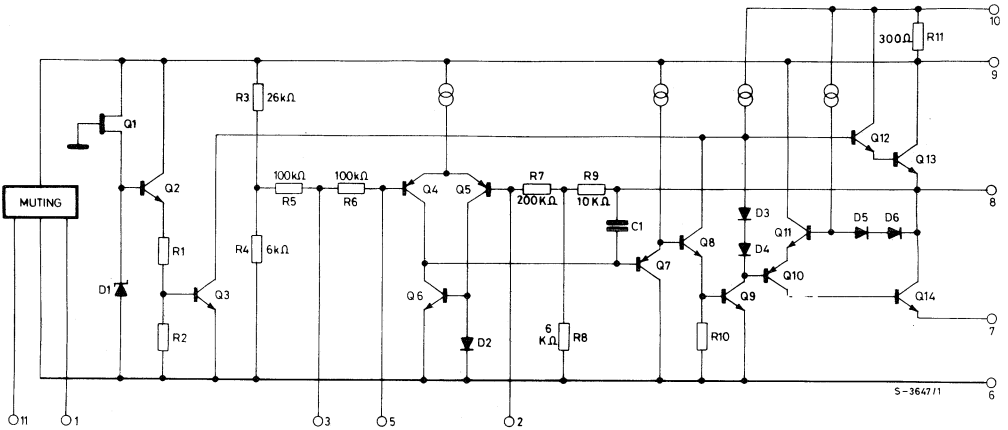 10
300Ω R11
9
R3 26kΩ
Q1
Q12
Q13
100kΩ
100kΩ
R7
R9
Q2
Q4
Q5
8
R5
R6
200KΩ
10KΩ
MUTING
D3
D5 D6
C1
Q11
R1
R4 6kΩ
Q8
D4
Q7
Q10
D1
Q3
Q6
Q9
Q14
7
R2
D2
6
KΩ
R8
R10
6
S-3647/1
11
1
3
5
2